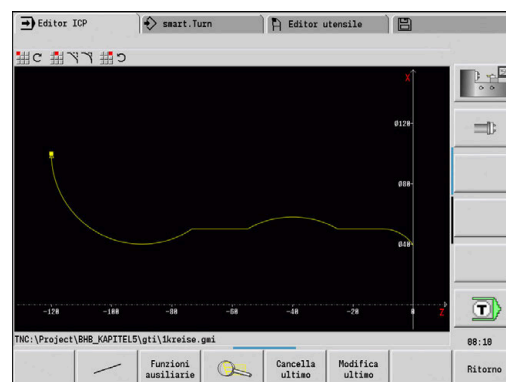 Editor ICP
smart.Turn
Editor utensile
X
Ø120
Ø80
Ø40
-120
-100
-80
-60
-40
-20
0
Z
T
TNC:\Project\BHB_KAPITEL5\gti\1kreise.gmi
08:10
Funzioni
ausiliarie
Cancella
ultimo
Modifica
ultimo
Ritorno